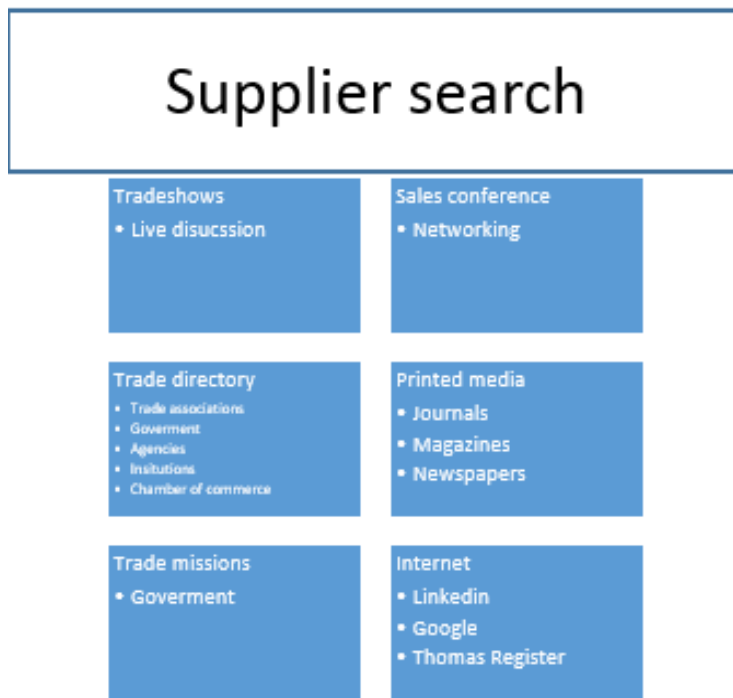 Supplier search
Tradeshows
• Live disucssion
Sales conference
• Networking
Trade directory
• Trade associations
• Goverment
• Agencies
• Insitutions
• Chamber of commerce
Printed media
• Journals
• Magazines
• Newspapers
Trade missions
• Goverment
Internet
• Linkedin
• Google
• Thomas Register